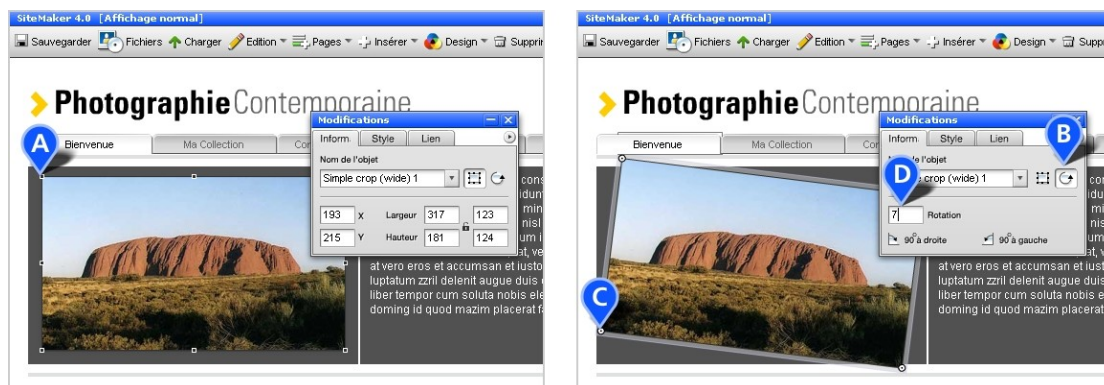 SiteMaker 4.0 [Affichage normal]
Sauvegarder Fichiers Charger Edition Pages Insérer Design
Photographie Contemporaine
Modifications
Bienvenue
Ma Collection
Inform. Style Lien
Nom de l'objet
Simple crop (wide) 1
193 X Largeur 317 123
215 Y Hauteur 181 124
at vero eros et accumsan et iusto
luptatum zzril delenit augue duis
liber tempor cum soluta nobis ele
doming id quod mazim placerat fa
A
SiteMaker 4.0 [Affichage normal]
Sauvegarder Fichiers Charger Edition Pages Insérer Design
Photographie Contemporaine
Modifications
Bienvenue
Ma Collection
Inform. Style Lien
l'objet
crop (wide) 1
7 Rotation
90° à droite 90° à gauche
at vero eros et accumsan et iust
luptatum zzril delenit augue duis
liber tempor cum soluta nobis e
doming id quod mazim placerat
B
D
C